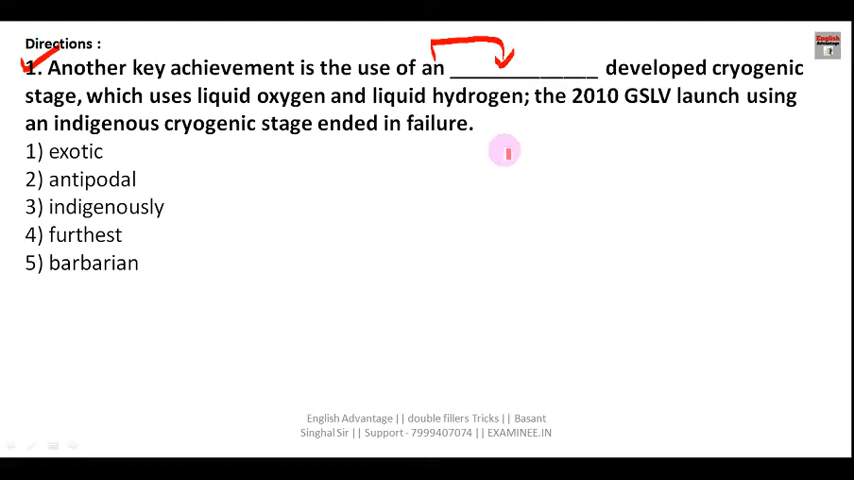 Directions :
1. Another key achievement is the use of an ______________ developed cryogenic
stage, which uses liquid oxygen and liquid hydrogen; the 2010 GSLV launch using
an indigenous cryogenic stage ended in failure.
1) exotic
2) antipodal
3) indigenously
4) furthest
5) barbarian
English Advantage || double fillers Tricks || Basant
Singhal Sir || Support - 7999407074 || EXAMINEE.IN
English
Advantage